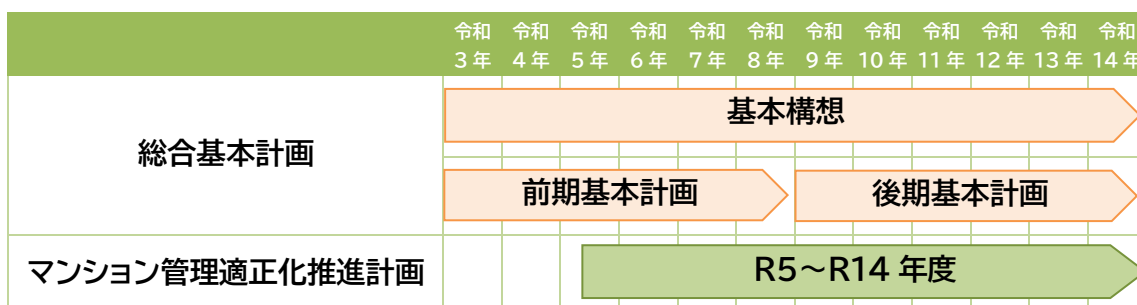 令和 令和 令和 令和 令和 令和 令和 令和 令和 令和 令和 令和
3年 4年 5年 6年 7年 8年 9年 10年 11年 12年 13年 14年
総合基本計画
基本構想
前期基本計画 後期基本計画
マンション管理適正化推進計画 R5～R14 年度